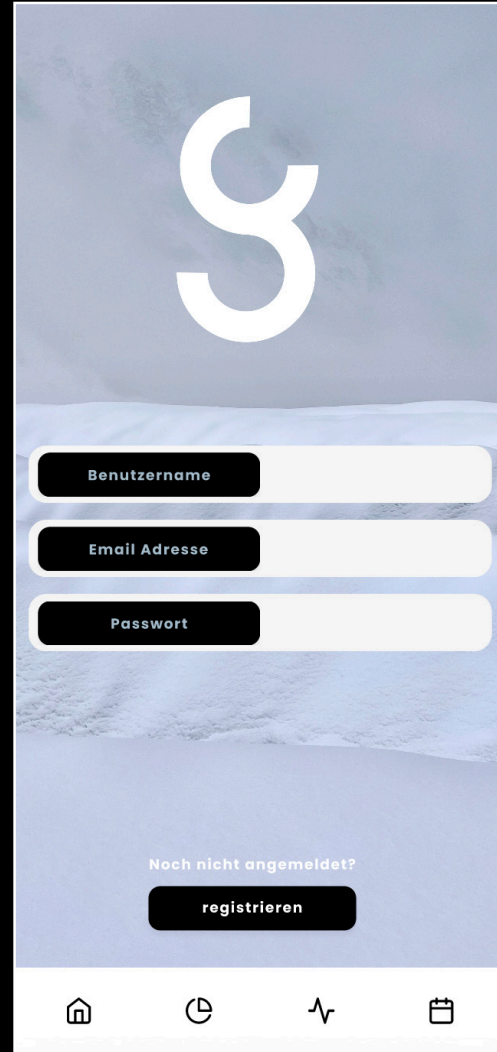 Benutzername
Email Adresse
Passwort
Noch nicht angemeldet?
registrieren